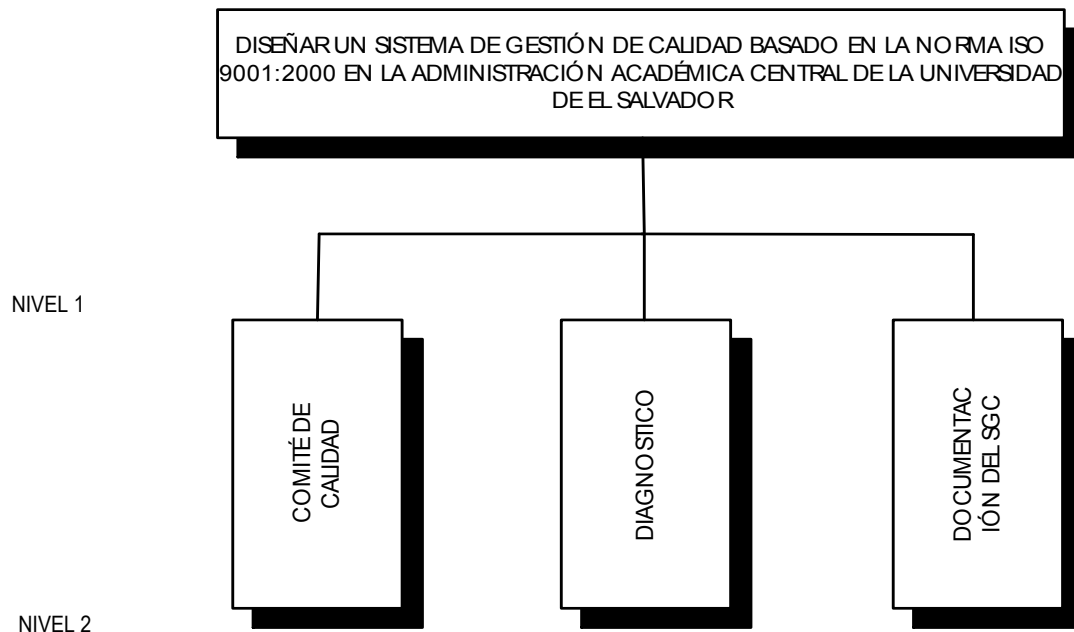 DISEÑAR UN SISTEMA DE GESTIÓN DE CALIDAD BASADO EN LA NORMA ISO
9001:2000 EN LA ADMINISTRACIÓN ACADÉMICA CENTRAL DE LA UNIVERSIDAD
DE EL SALVADOR
NIVEL 1
COMITÉ DE
CALIDAD
DIAGNOSTICO
DOCUMENTAC
IÓN DEL SGC
NIVEL 2